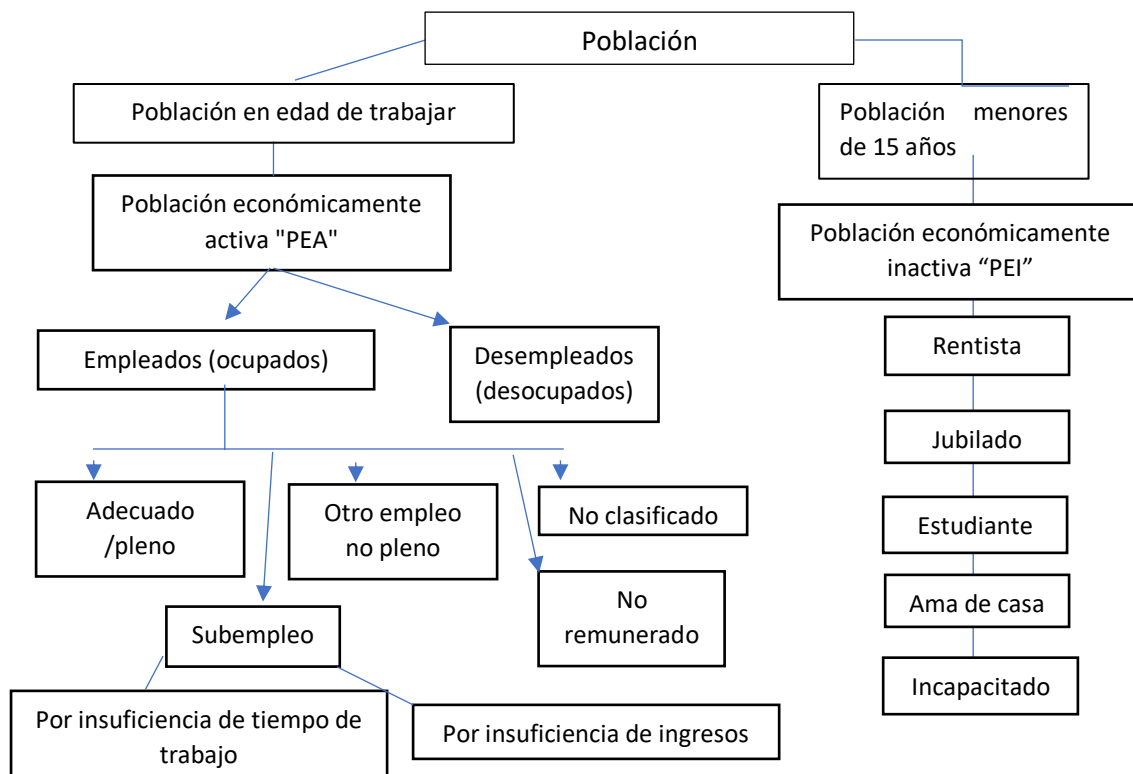 Población
Población en edad de trabajar
Población menores
de 15 años
Población económicamente
activa "PEA"
Población económicamente
inactiva “PEI”
Empleados (ocupados)
Desempleados
(desocupados)
Rentista
Jubilado
Adecuado
/pleno
Otro empleo
no pleno
No clasificado
Estudiante
No
remunerado
Ama de casa
Subempleo
Incapacitado
Por insuficiencia de tiempo de
trabajo
Por insuficiencia de ingresos